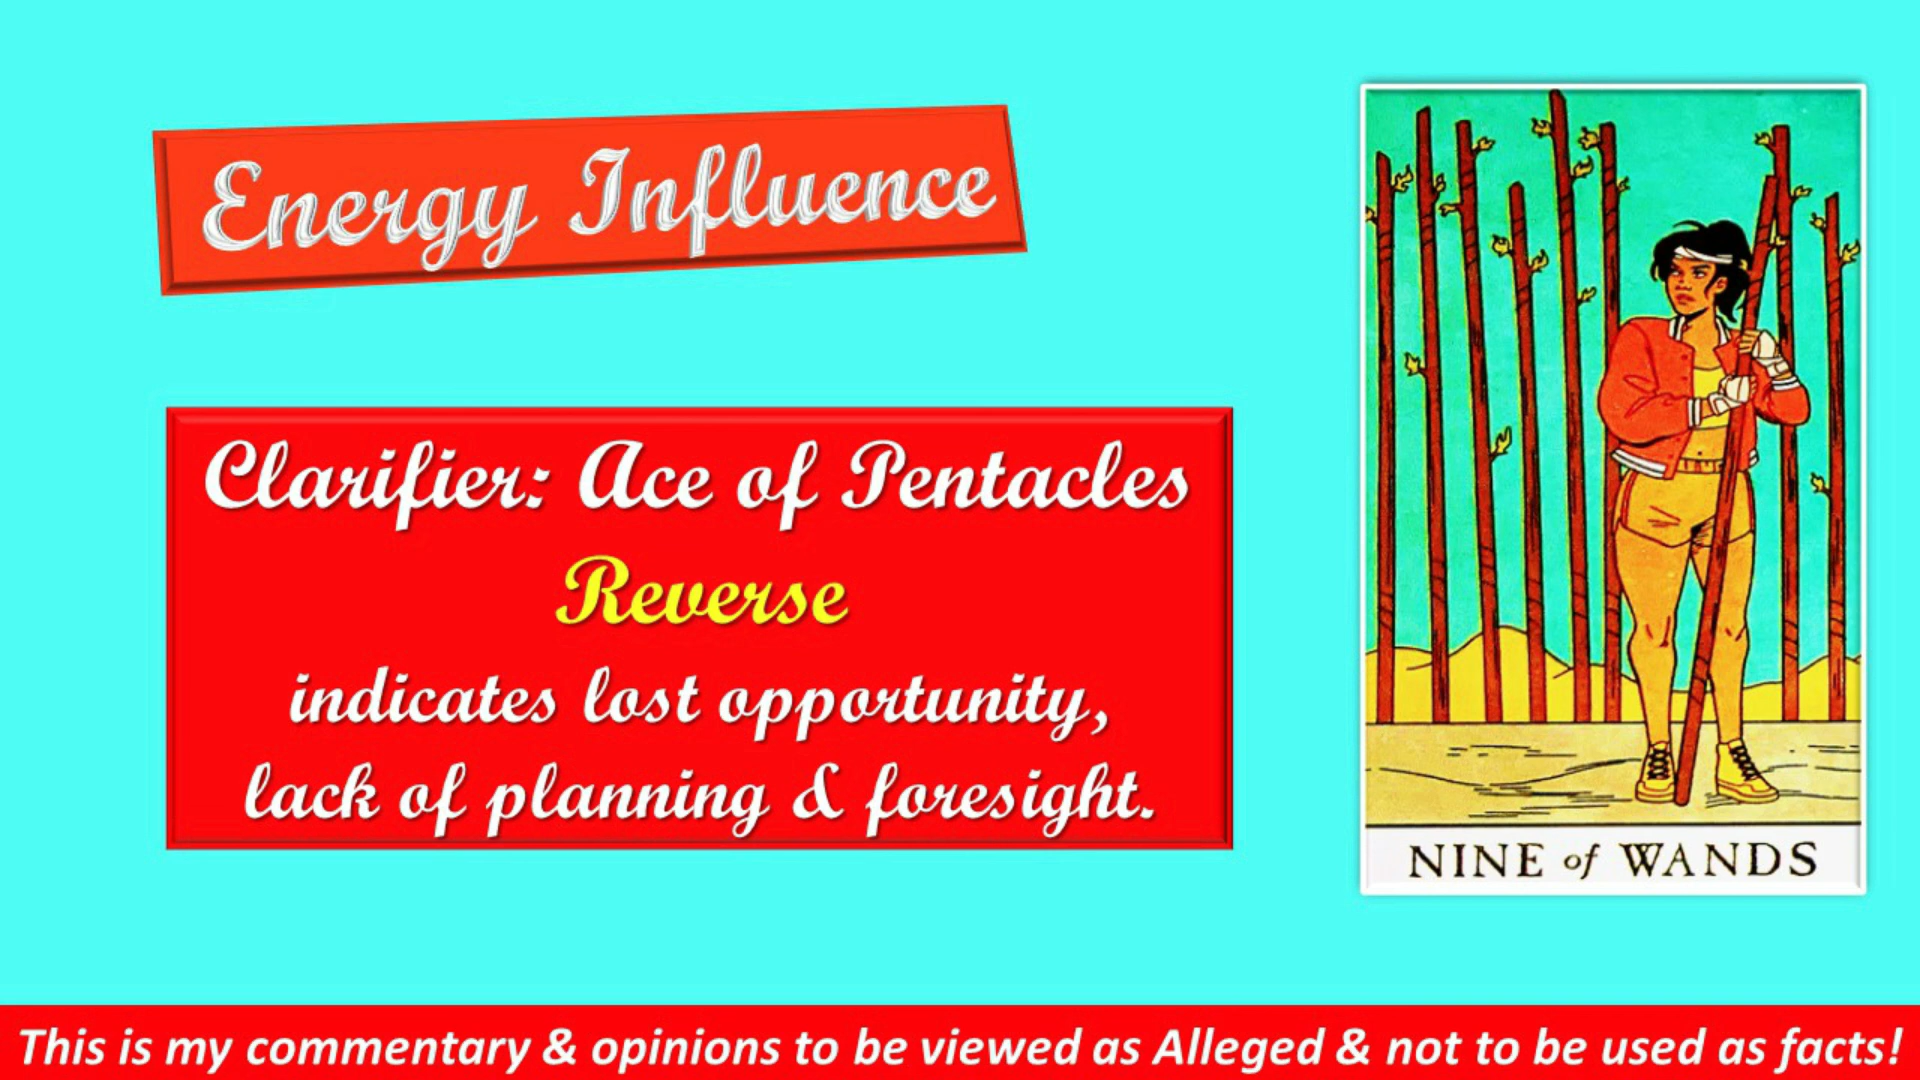 Energy Influence
Clarifier: Ace of Pentacles
Reverse
indicates lost opportunity,
lack of planning & foresight.
NINE of WANDS
This is my commentary & opinions to be viewed as Alleged & not to be used as facts!